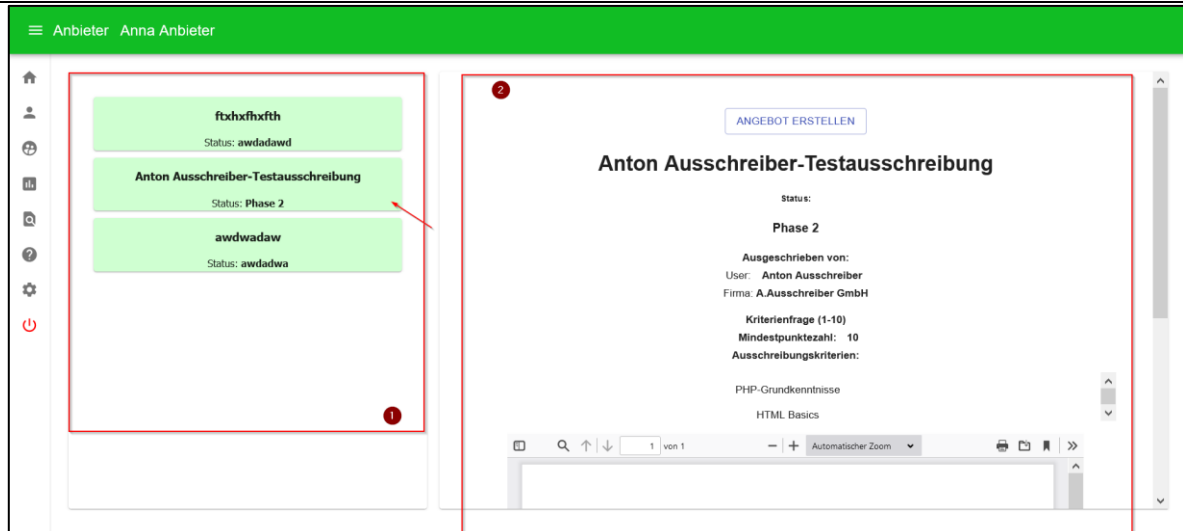 Anbieter Anna Anbieter
1
ftxhxfhxfth
Status: awdadawd
Anton Ausschreiber-Testausschreibung
Status: Phase 2
awdwadaw
Status: awdadwa
2
ANGEBOT ERSTELLEN
Anton Ausschreiber-Testausschreibung
Status:
Phase 2
Ausgeschrieben von:
User: Anton Ausschreiber
Firma: A.Ausschreiber GmbH
Kriterienfrage (1-10)
Mindestpunktezahl: 10
Ausschreibungskriterien:
PHP-Grundkenntnisse
HTML Basics
1 von 1 Automatischer Zoom